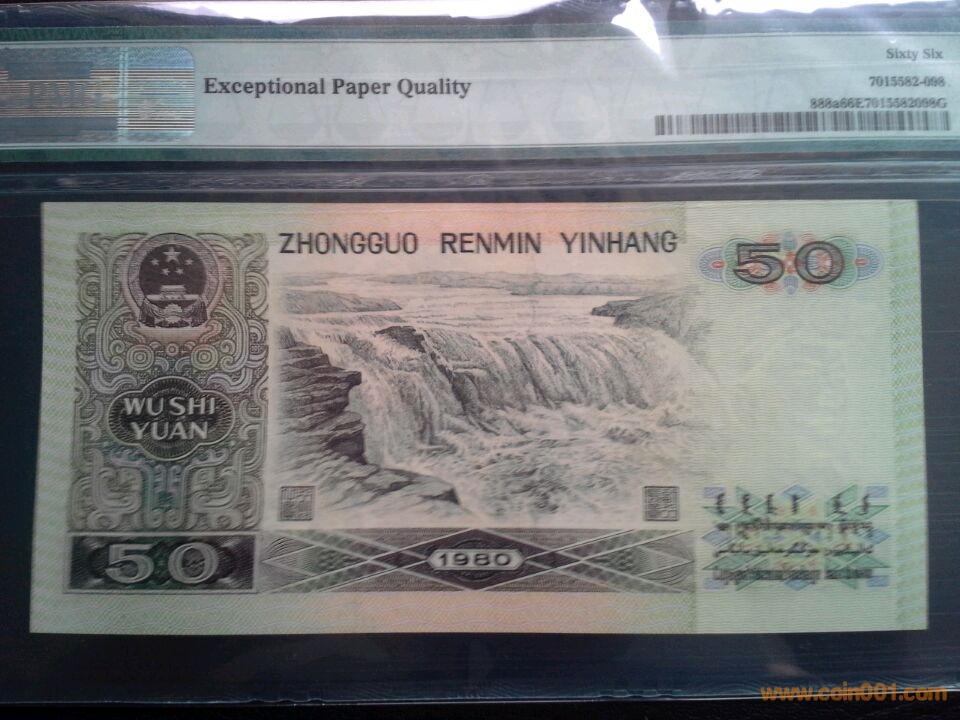 Sixty Six
Exceptional Paper Quality
7015582-098
888a66E7015582098G
ZHONGGUO RENMIN YINHANG
50
WU SHI
YUAN
50
1980
www.coin001.com